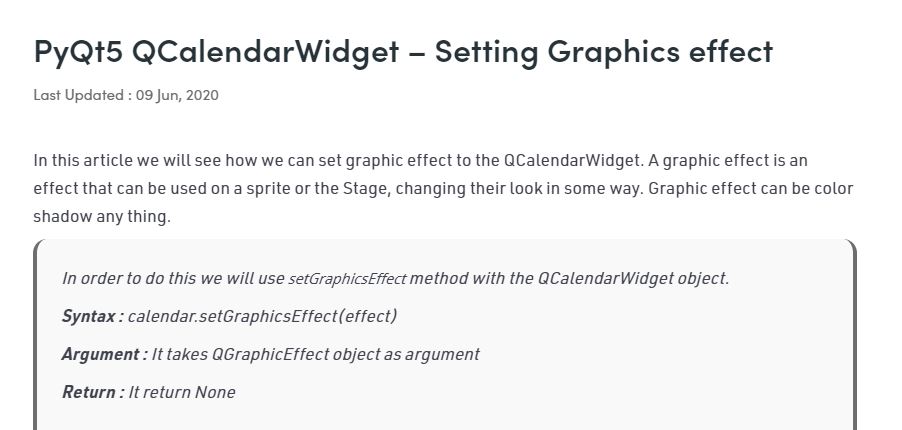 PyQt5 QCalendarWidget – Setting Graphics effect
Last Updated : 09 Jun, 2020
In this article we will see how we can set graphic effect to the QCalendarWidget. A graphic effect is an
effect that can be used on a sprite or the Stage, changing their look in some way. Graphic effect can be color
shadow any thing.
In order to do this we will use setGraphicsEffect method with the QCalendarWidget object.
Syntax : calendar.setGraphicsEffect(effect)
Argument : It takes QGraphicEffect object as argument
Return : It return None